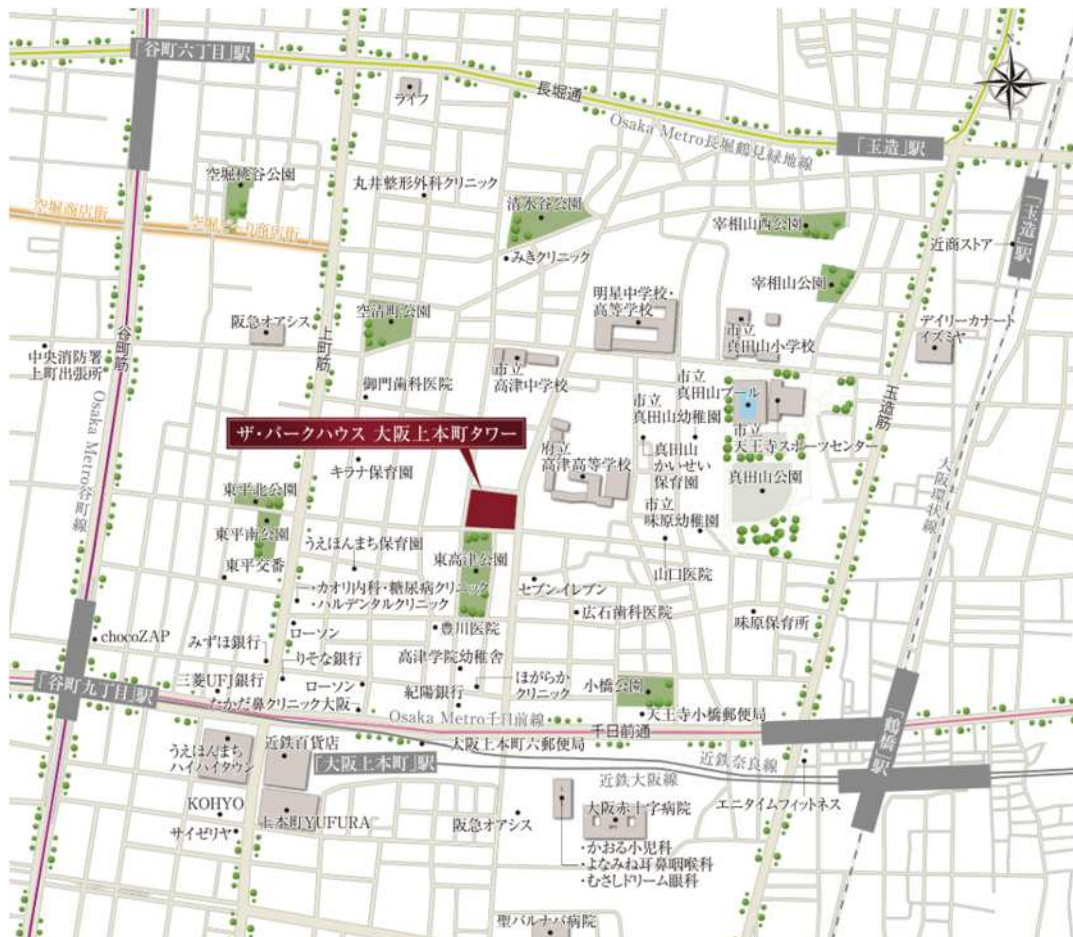 「谷町六丁目」駅
ライフ
長堀通
Osaka Metro長堀鶴見緑地線
「玉造」駅
N
空堀桃谷公園
丸井整形外科クリニック
清水谷公園
宰相山西公園
「玉造」駅
近商ストア
空堀商店街
空堀どーり商店街
みきクリニック
宰相山公園
明星中学校・
高等学校
市立
真田山小学校
デイリーカナート
イズミヤ
阪急オアシス
空清町公園
上町筋
谷町筋
中央消防署
上町出張所
市立
高津中学校
御門歯科医院
市立
真田山プール
市立
真田山幼稚園
玉造筋
Osaka Metro谷町線
ザ・パークハウス 大阪上本町タワー
府立
高津高等学校
真田山
かいせい
保育園
市立
天王寺スポーツセンター
真田山公園
大阪環状線
キラナ保育園
東平北公園
東平南公園
東平交番
うえほんまち保育園
東高津公園
市立
味原幼稚園
山口医院
・カオリ内科・糖尿病クリニック
・ハルデンタルクリニック
セブンイレブン
広石歯科医院
味原保育所
chocoZAP
みずほ銀行
ローソン
豊川医院
りそな銀行
高津学院幼稚舎
三菱UFJ銀行
ローソン
紀陽銀行
ほがらか
クリニック
小橋公園
「谷町九丁目」駅
たかだ鼻クリニック大阪
Osaka Metro千日前線
天王寺小橋郵便局
千日前通
「鶴橋」駅
うえほんまち
ハイハイタウン
近鉄百貨店
大阪上本町六郵便局
「大阪上本町」駅
近鉄奈良線
近鉄大阪線
エニタイムフィットネス
KOHYO
サイゼリヤ
上本町YUFURA
阪急オアシス
大阪赤十字病院
・かおる小児科
・よなみね耳鼻咽喉科
・むさしドリーム眼科
聖バルナバ病院